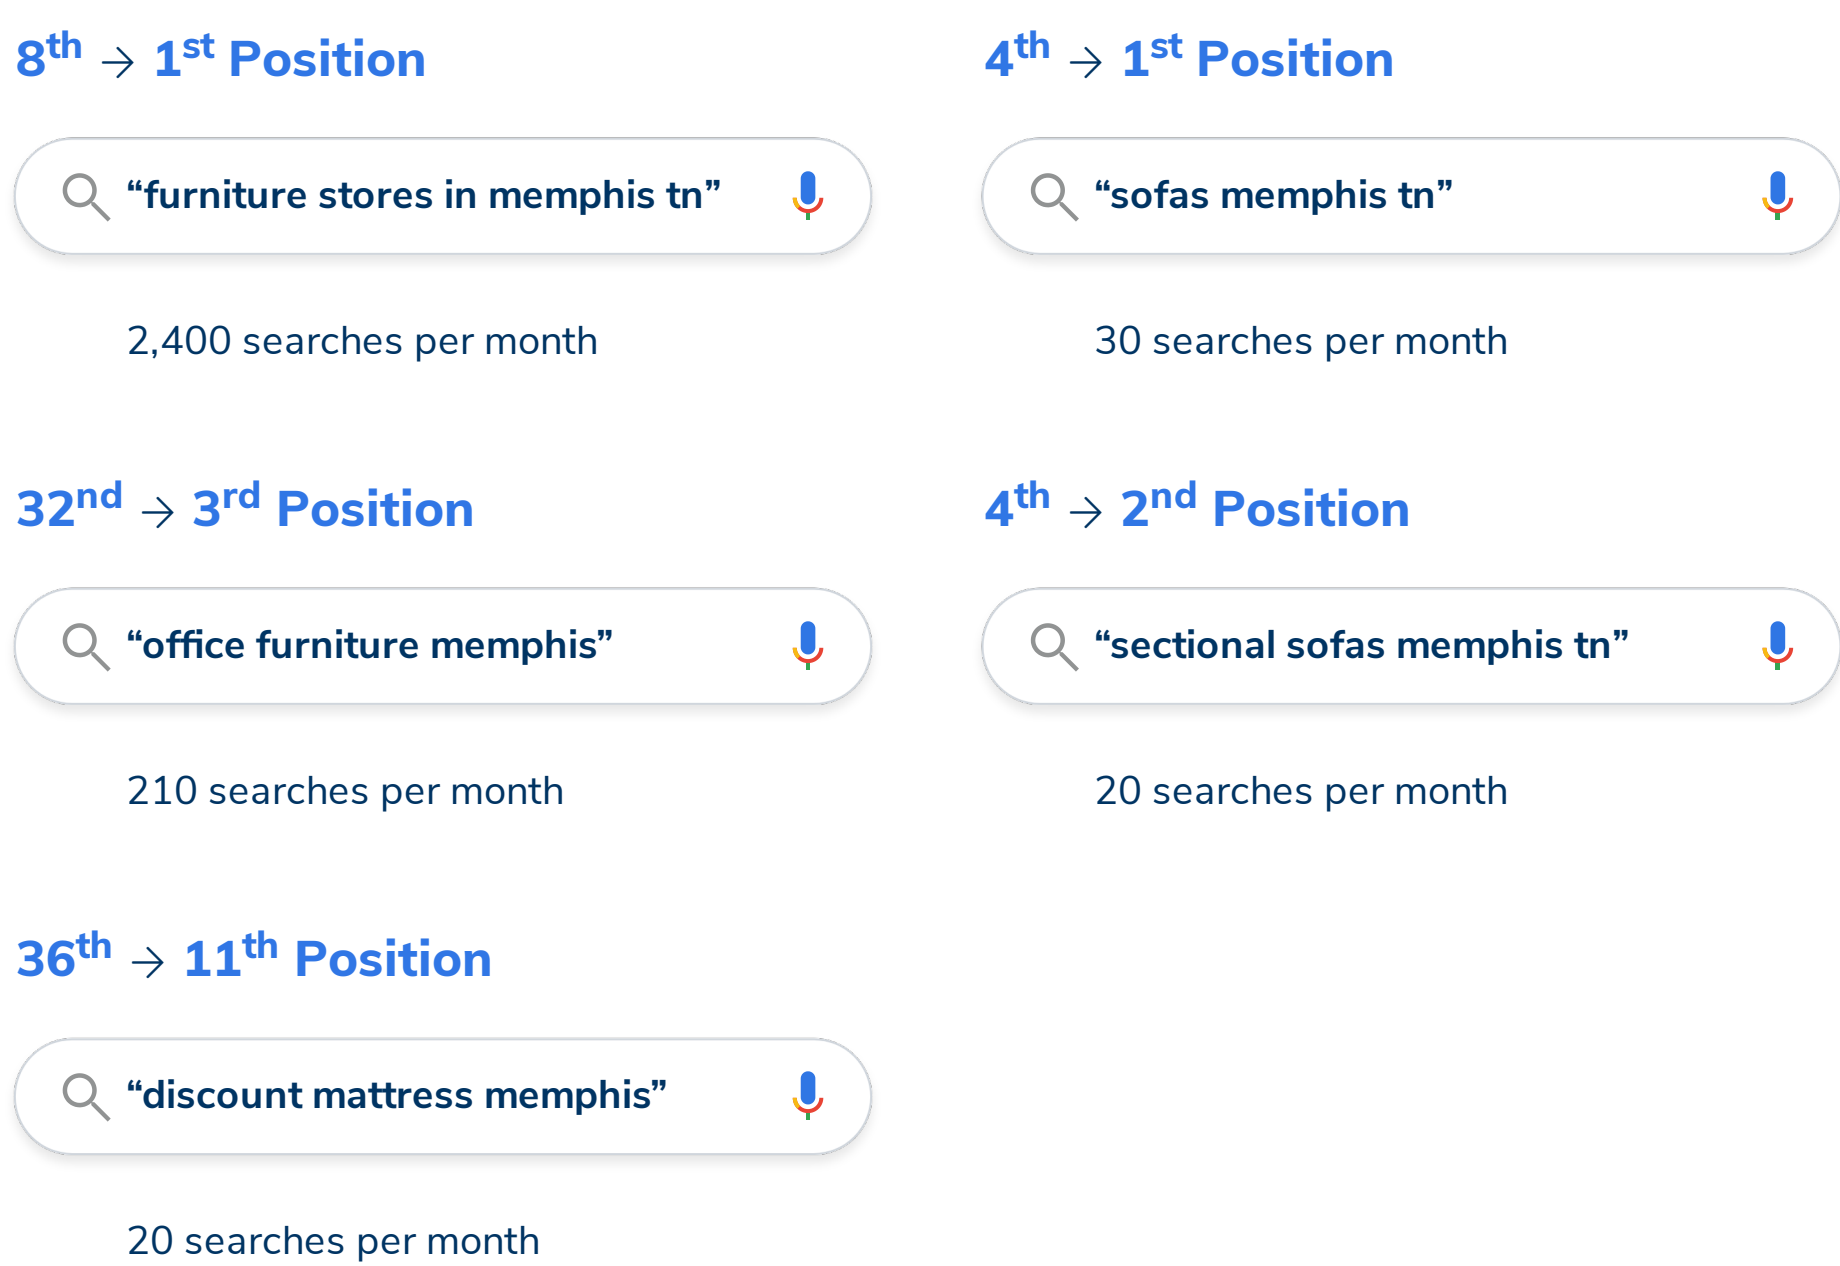 8th → 1st Position
“furniture stores in memphis tn”
2,400 searches per month
4th → 1st Position
“sofas memphis tn”
30 searches per month
32nd → 3rd Position
“office furniture memphis”
210 searches per month
4th → 2nd Position
“sectional sofas memphis tn”
20 searches per month
36th → 11th Position
“discount mattress memphis”
20 searches per month